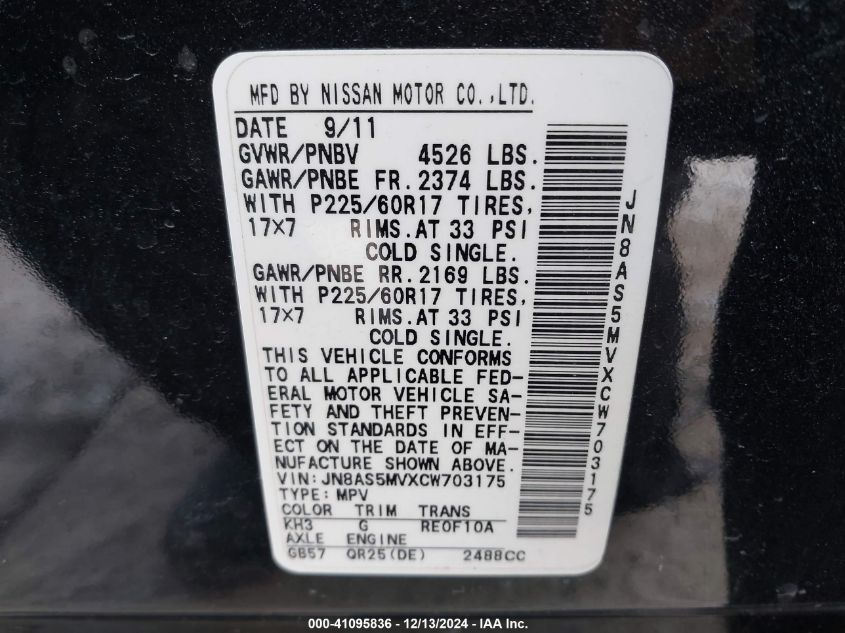 MFD BY NISSAN MOTOR CO.,LTD.
DATE 9/11
GVWR/PNBV 4526 LBS.
GAWR/PNBE FR. 2374 LBS.
WITH P225/60R17 TIRES,
17×7 RIMS.AT 33 PSI
COLD SINGLE.
GAWR/PNBE RR. 2169 LBS.
WITH P225/60R17 TIRES,
17×7 RIMS.AT 33 PSI
COLD SINGLE.
THIS VEHICLE CONFORMS
TO ALL APPLICABLE FED-
ERAL MOTOR VEHICLE SA-
FETY AND THEFT PREVEN-
TION STANDARDS IN EFF-
ECT ON THE DATE OF MA-
NUFACTURE SHOWN ABOVE.
VIN: JN8AS5MVXCW703175
TYPE: MPV
COLOR TRIM TRANS
KH3 G RE0F10A
AXLE ENGINE
GB57 QR25(DE) 2488CC
JN8AS5MVXCW703175
000-41095836 - 12/13/2024 - IAA Inc.